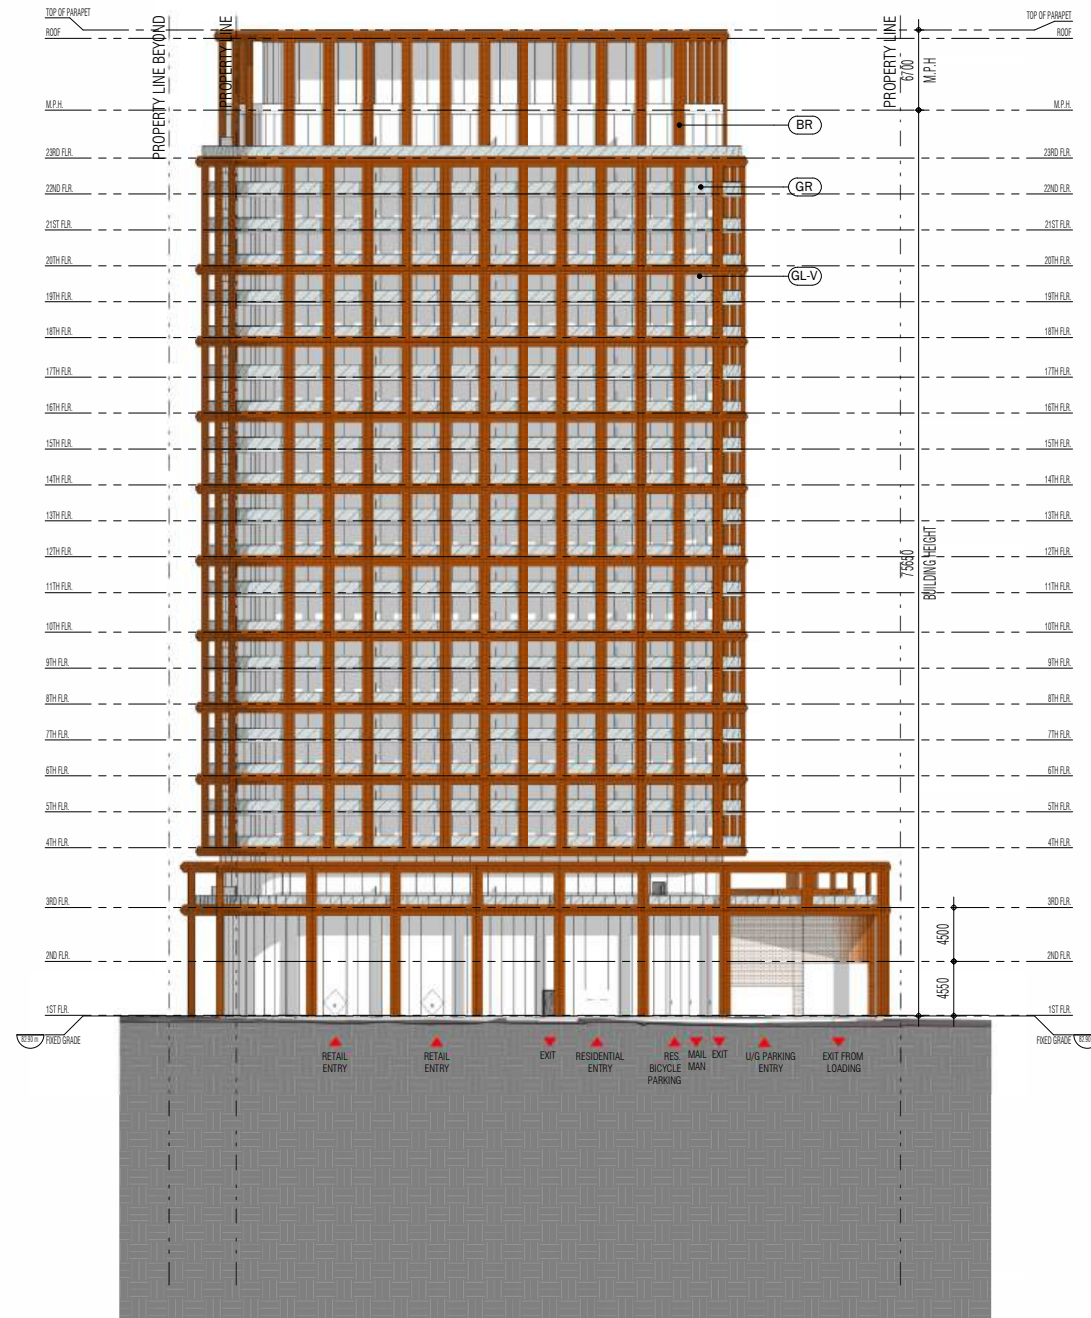 TOP OF PARAPET
TOP OF PARAPET
ROOF
ROOF
PROPERTY LINE BEYOND
PROPERTY LINE
PROPERTY LINE
6700
M.P.H
M.P.H.
M.P.H.
BR
23RD FLR.
23RD FLR.
GR
22ND FLR.
22ND FLR.
21ST FLR.
21ST FLR.
20TH FLR.
20TH FLR.
GL-V
19TH FLR.
19TH FLR.
18TH FLR.
18TH FLR.
17TH FLR.
17TH FLR.
16TH FLR.
16TH FLR.
15TH FLR.
15TH FLR.
14TH FLR.
14TH FLR.
13TH FLR.
13TH FLR.
12TH FLR.
12TH FLR.
75650
BUILDING HEIGHT
11TH FLR.
11TH FLR.
10TH FLR.
10TH FLR.
9TH FLR.
9TH FLR.
8TH FLR.
8TH FLR.
7TH FLR.
7TH FLR.
6TH FLR.
6TH FLR.
5TH FLR.
5TH FLR.
4TH FLR.
4TH FLR.
3RD FLR.
3RD FLR.
4500
2ND FLR.
2ND FLR.
4550
1ST FLR.
1ST FLR.
FIXED GRADE
FIXED GRADE
RETAIL
ENTRY
RETAIL
ENTRY
EXIT
RESIDENTIAL
ENTRY
RES.
BICYCLE
PARKING
MAIL
MAN
EXIT
U/G PARKING
ENTRY
EXIT FROM
LOADING